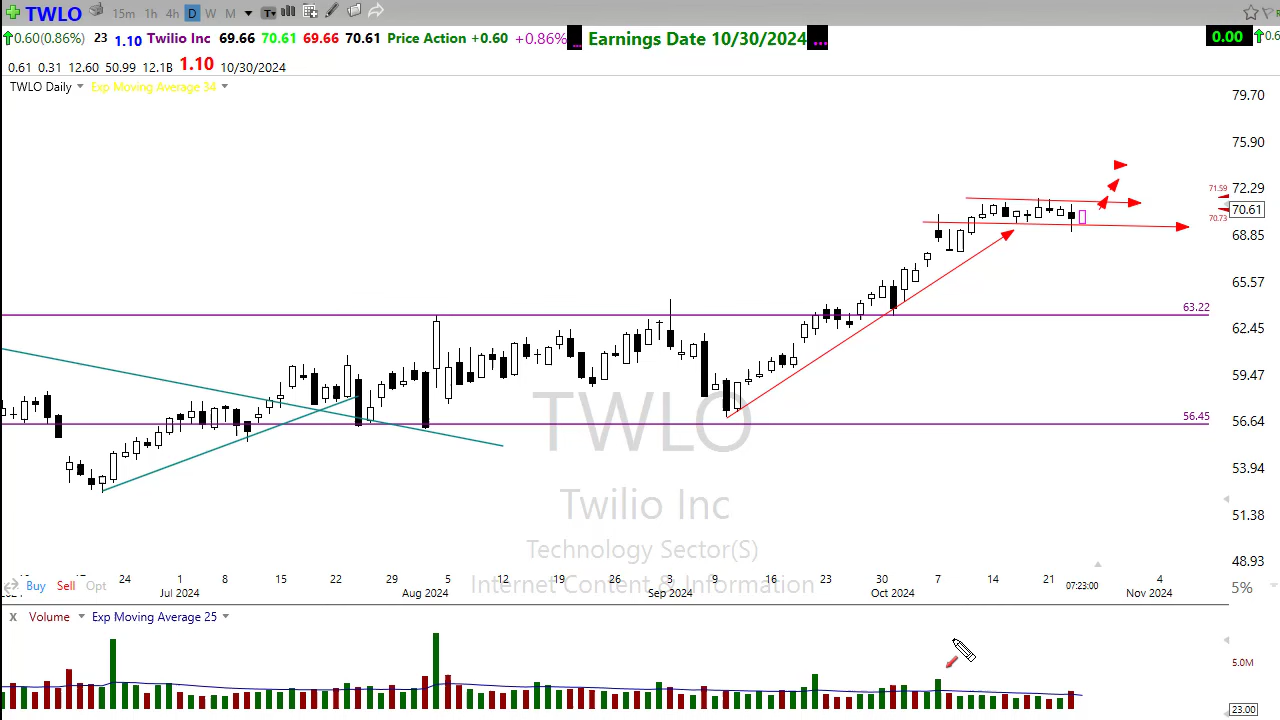 TWLO 15m 1h 4h D W M T
0.60(0.86%) 23 1.10 Twilio Inc 69.66 70.61 69.66 70.61 Price Action +0.60 +0.86% ... Earnings Date 10/30/2024 ... 0.00
0.61 0.31 12.60 50.99 12.1B 1.10 10/30/2024
TWLO Daily Exp Moving Average 34
79.70
75.90
72.29
71.59
70.61
70.73
68.85
65.57
63.22
62.45
59.47
56.45
56.64
53.94
51.38
48.93
TWLO
Twilio Inc
Technology Sector(S)
Internet Content & Information
Buy Sell Opt
24 1 8 15 22 29 5 12 19 26 3 9 16 23 30 7 14 21 07:23:00 4
Jul 2024 Aug 2024 Sep 2024 Oct 2024 Nov 2024
5%
X Volume Exp Moving Average 25
5.0M
23.00